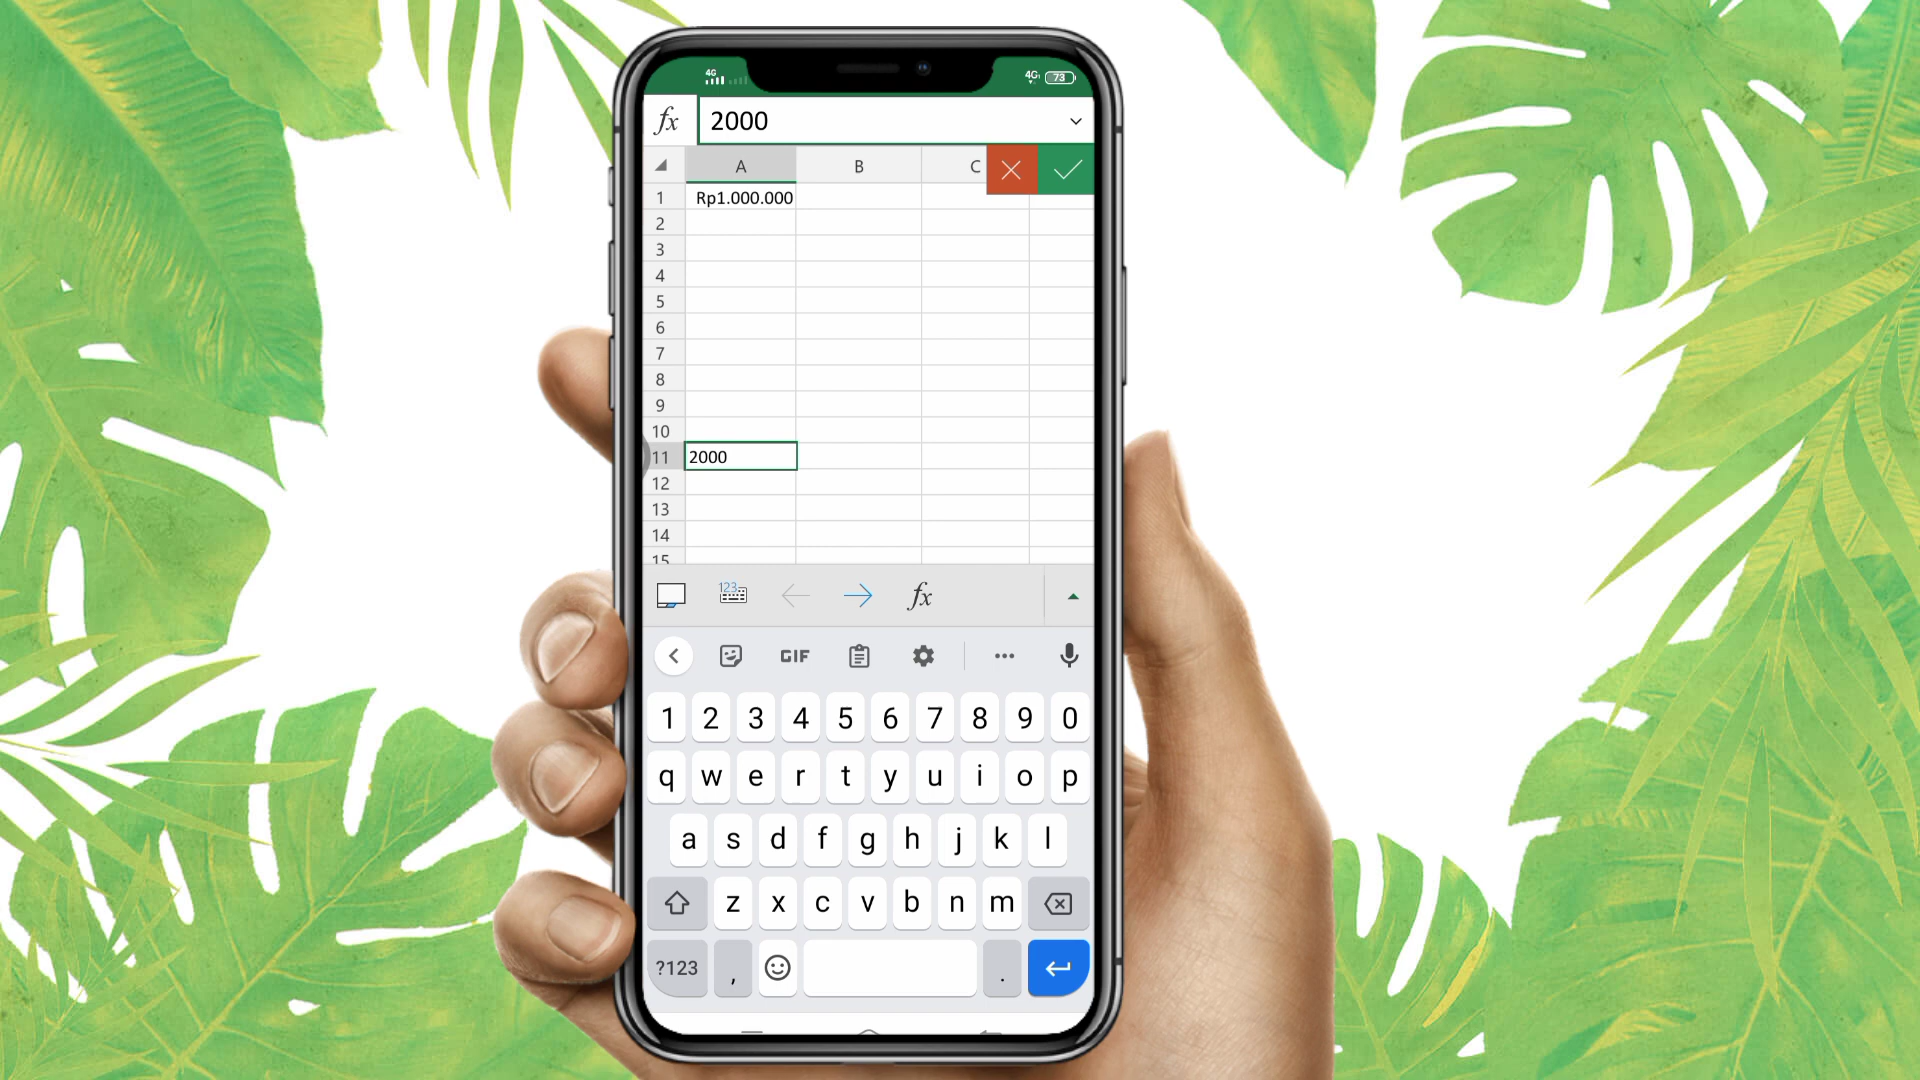 4G 4G 73
fx 2000
A B C
1 Rp1.000.000
2
3
4
5
6
7
8
9
10
11 2000
12
13
14
15
123 fx
GIF
1 2 3 4 5 6 7 8 9 0
q w e r t y u i o p
a s d f g h j k l
z x c v b n m
?123 , .